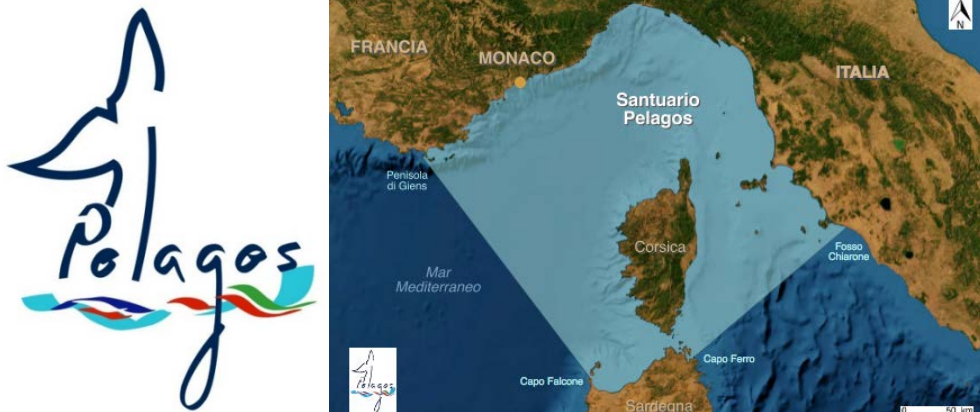 Pelagos
N
FRANCIA
MONACO
ITALIA
Santuario
Pelagos
Penisola
di Giens
Corsica
Fosso
Chiarone
Mar
Mediterraneo
Capo Ferro
Capo Falcone
Pelagos
Sardegna
0 50 km